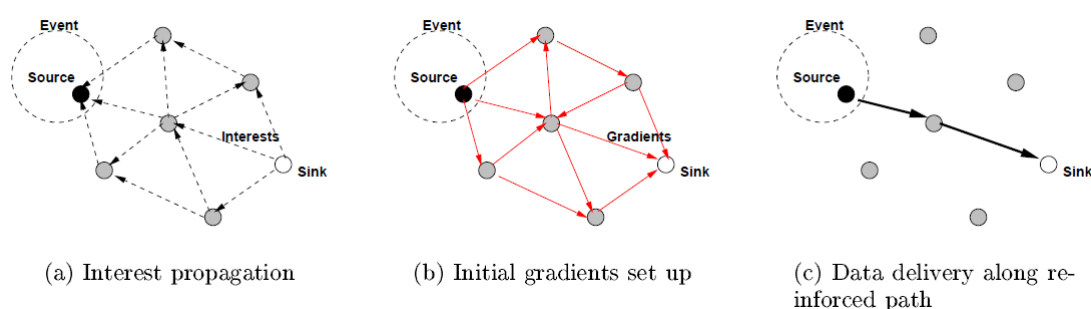 Event
Source
Interests
Sink
(a) Interest propagation
Event
Source
Gradients
Sink
(b) Initial gradients set up
Event
Source
Sink
(c) Data delivery along re-
inforced path